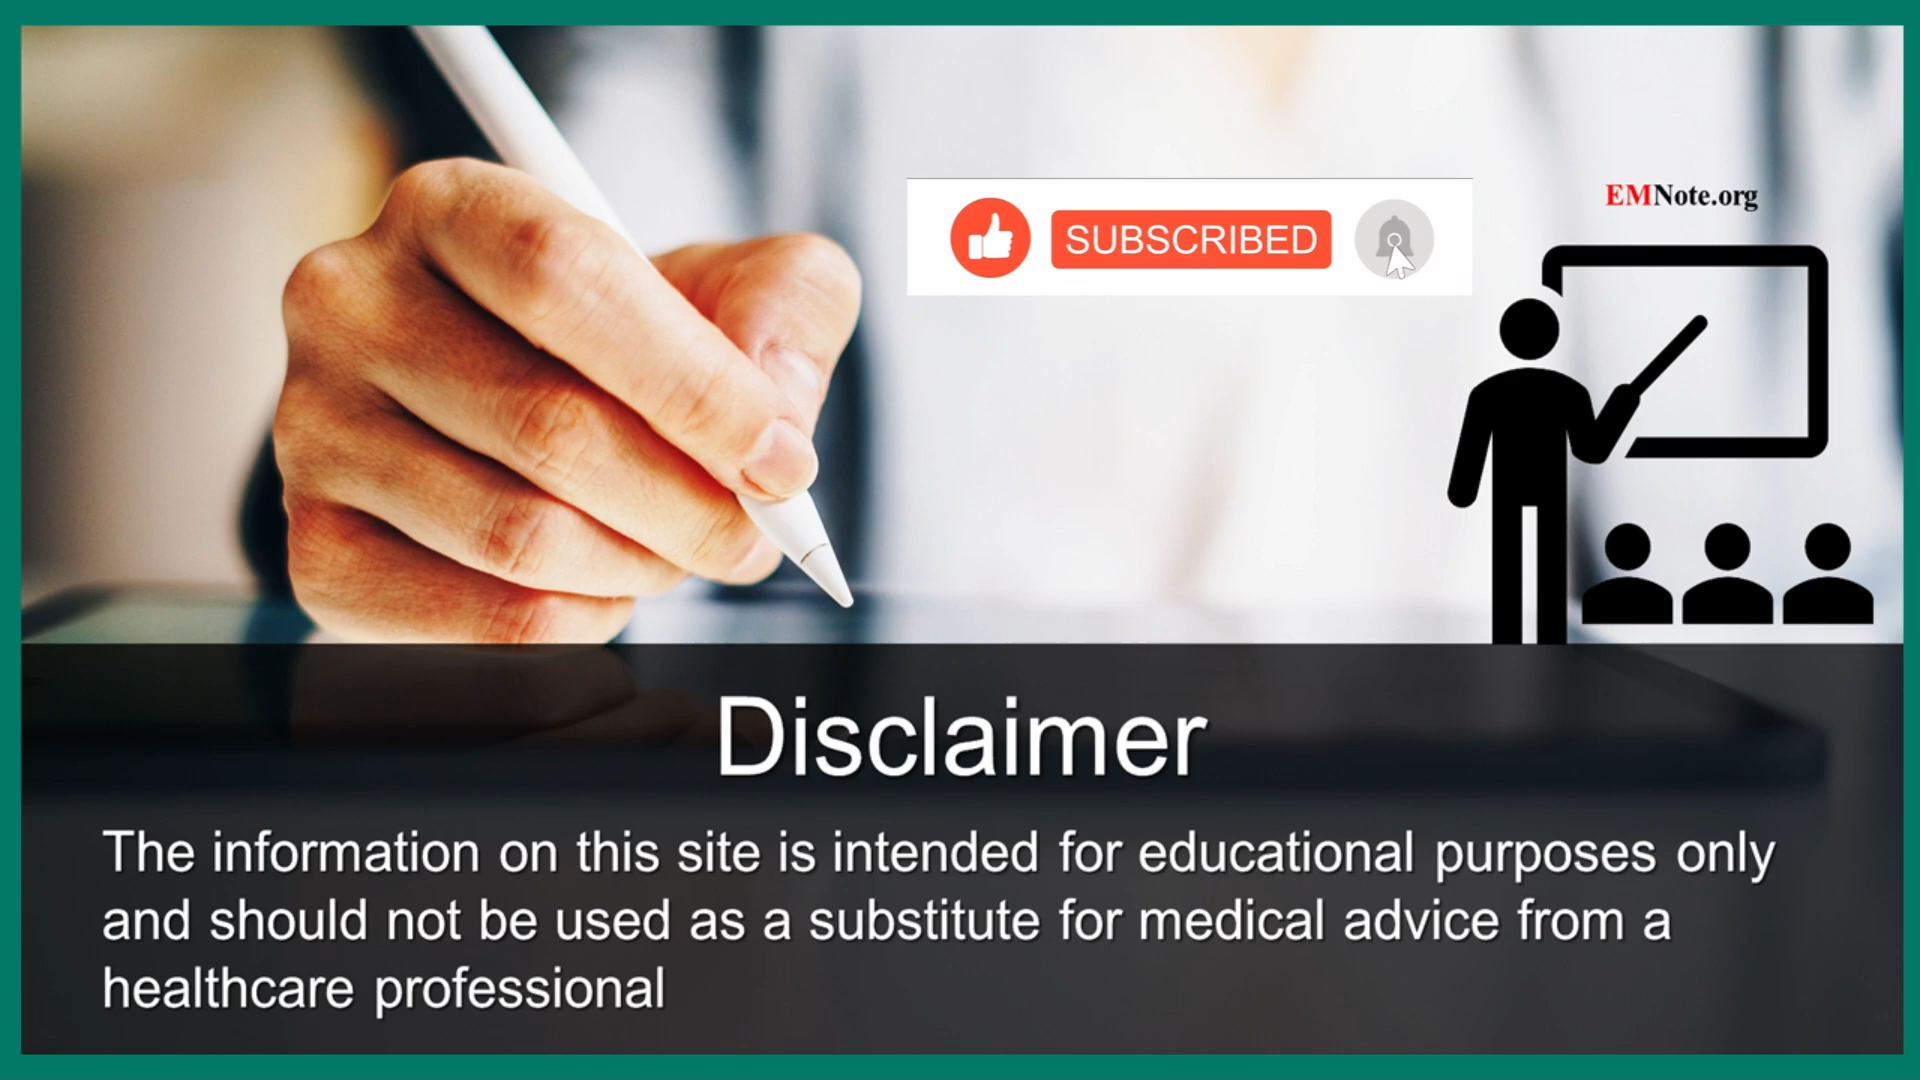 SUBSCRIBED
EMNote.org
Disclaimer
The information on this site is intended for educational purposes only
and should not be used as a substitute for medical advice from a
healthcare professional